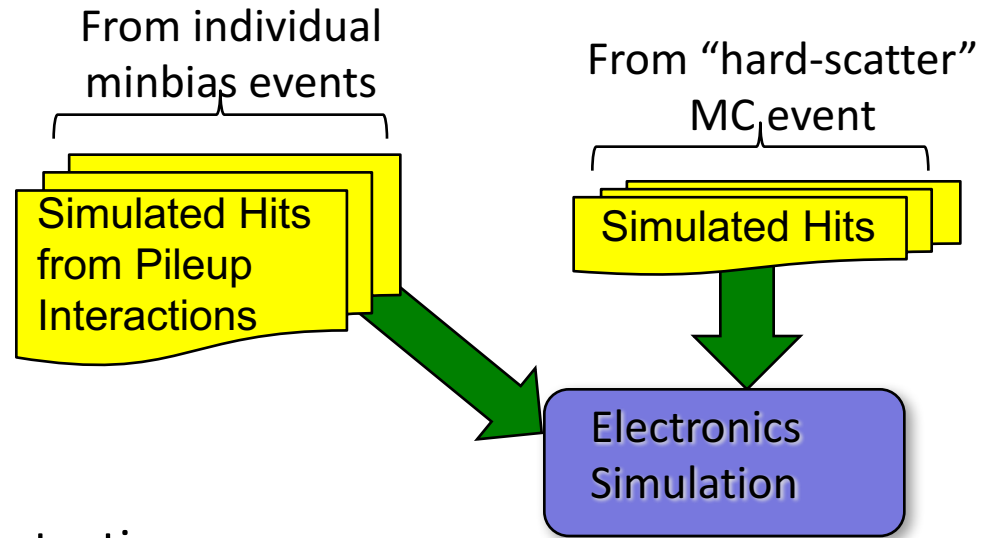 From individual
minbias events
From “hard-scatter”
MC event
Simulated Hits
from Pileup
Interactions
Simulated Hits
Electronics
Simulation